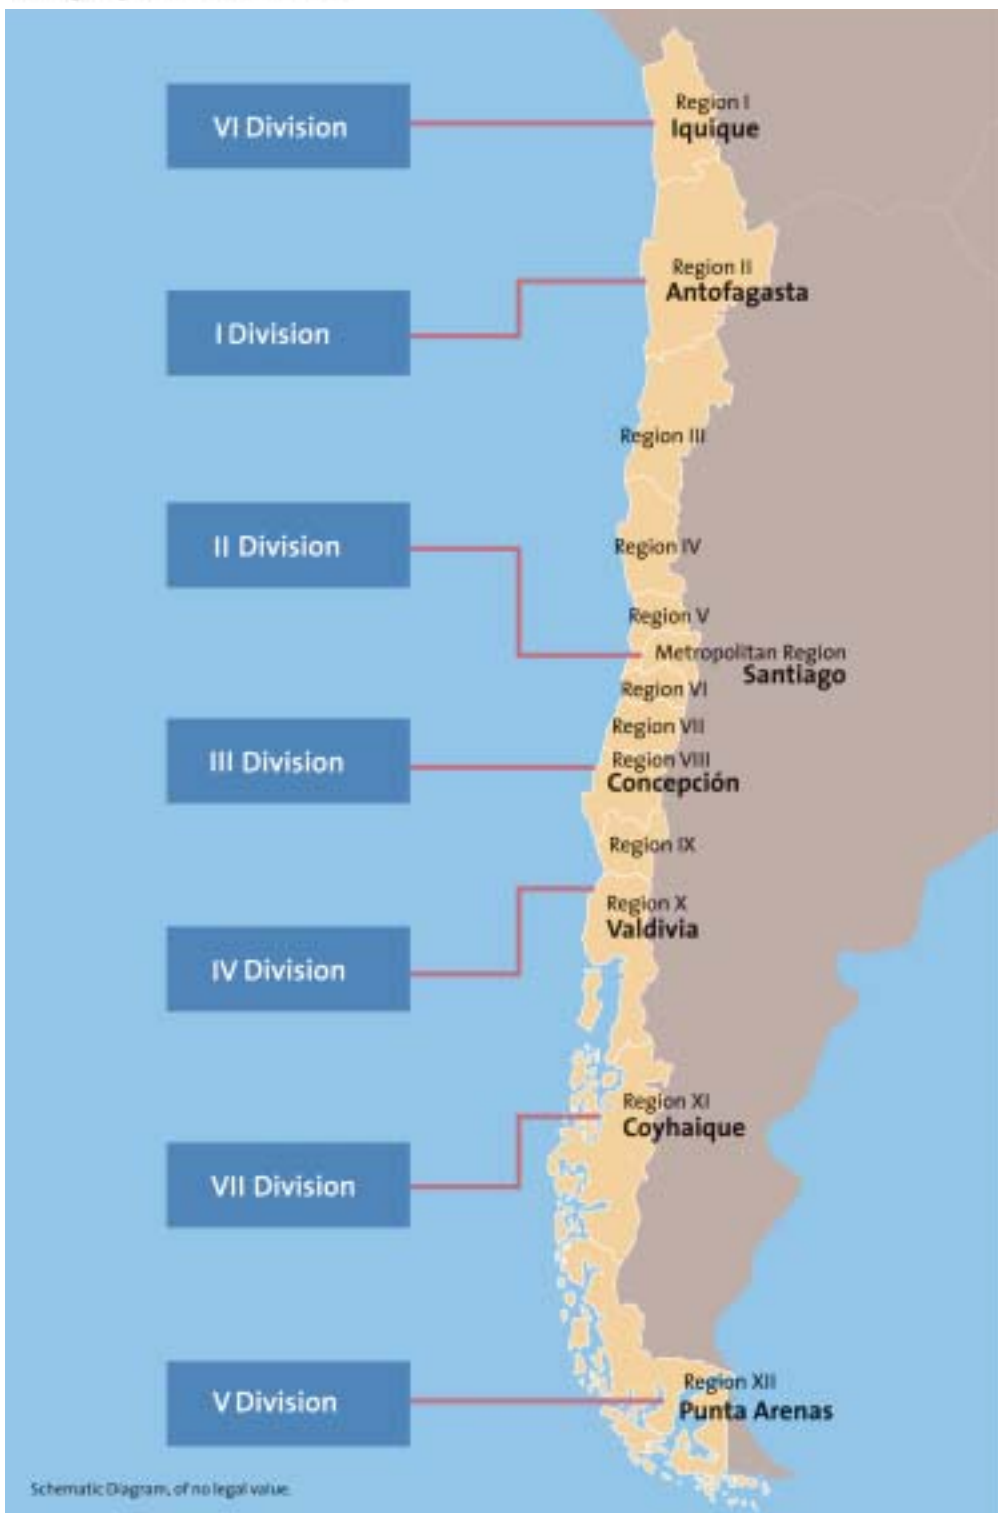 VI Division
Region I
Iquique
I Division
Region II
Antofagasta
Region III
II Division
Region IV
Region V
Metropolitan Region
Santiago
Region VI
Region VII
III Division
Region VIII
Concepción
Region IX
IV Division
Region X
Valdivia
VII Division
Region XI
Coyhaique
V Division
Region XII
Punta Arenas
Schematic Diagram, of no legal value.